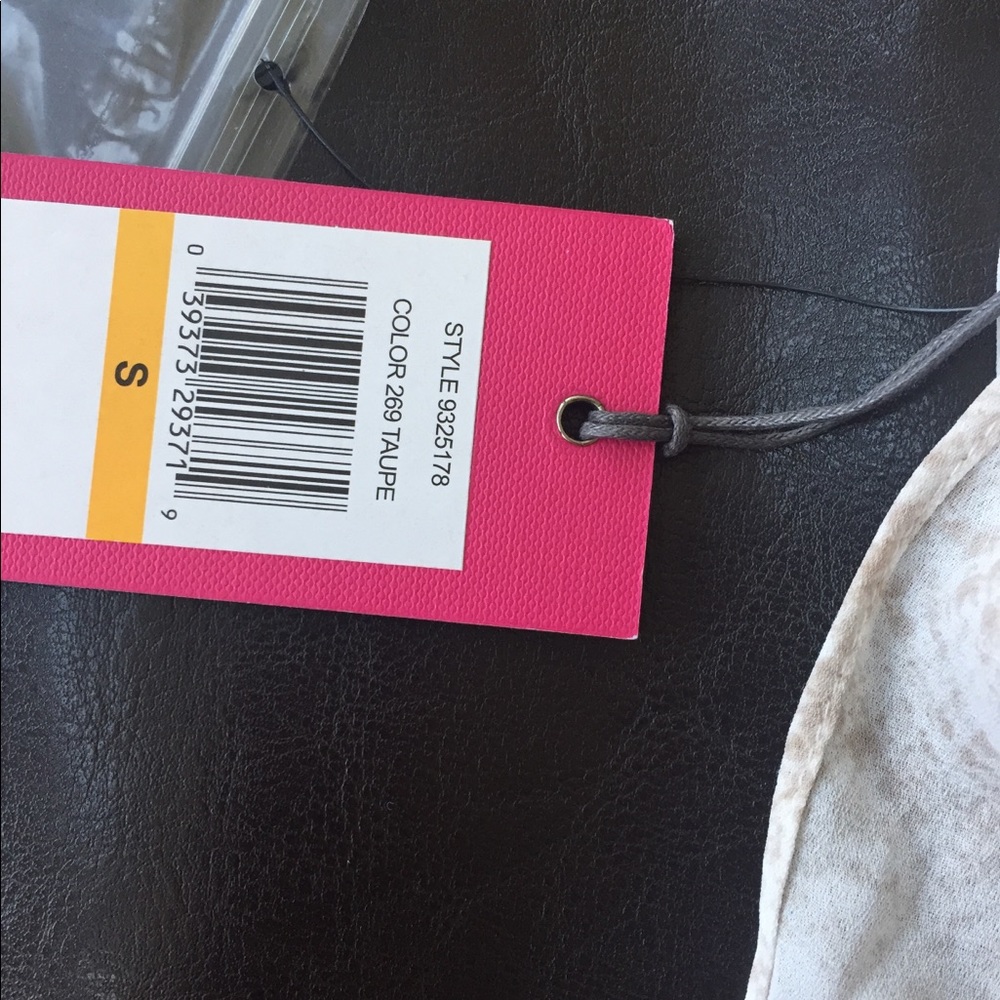 STYLE 9325178
COLOR 269 TAUPE
0 39373 29371 9
S